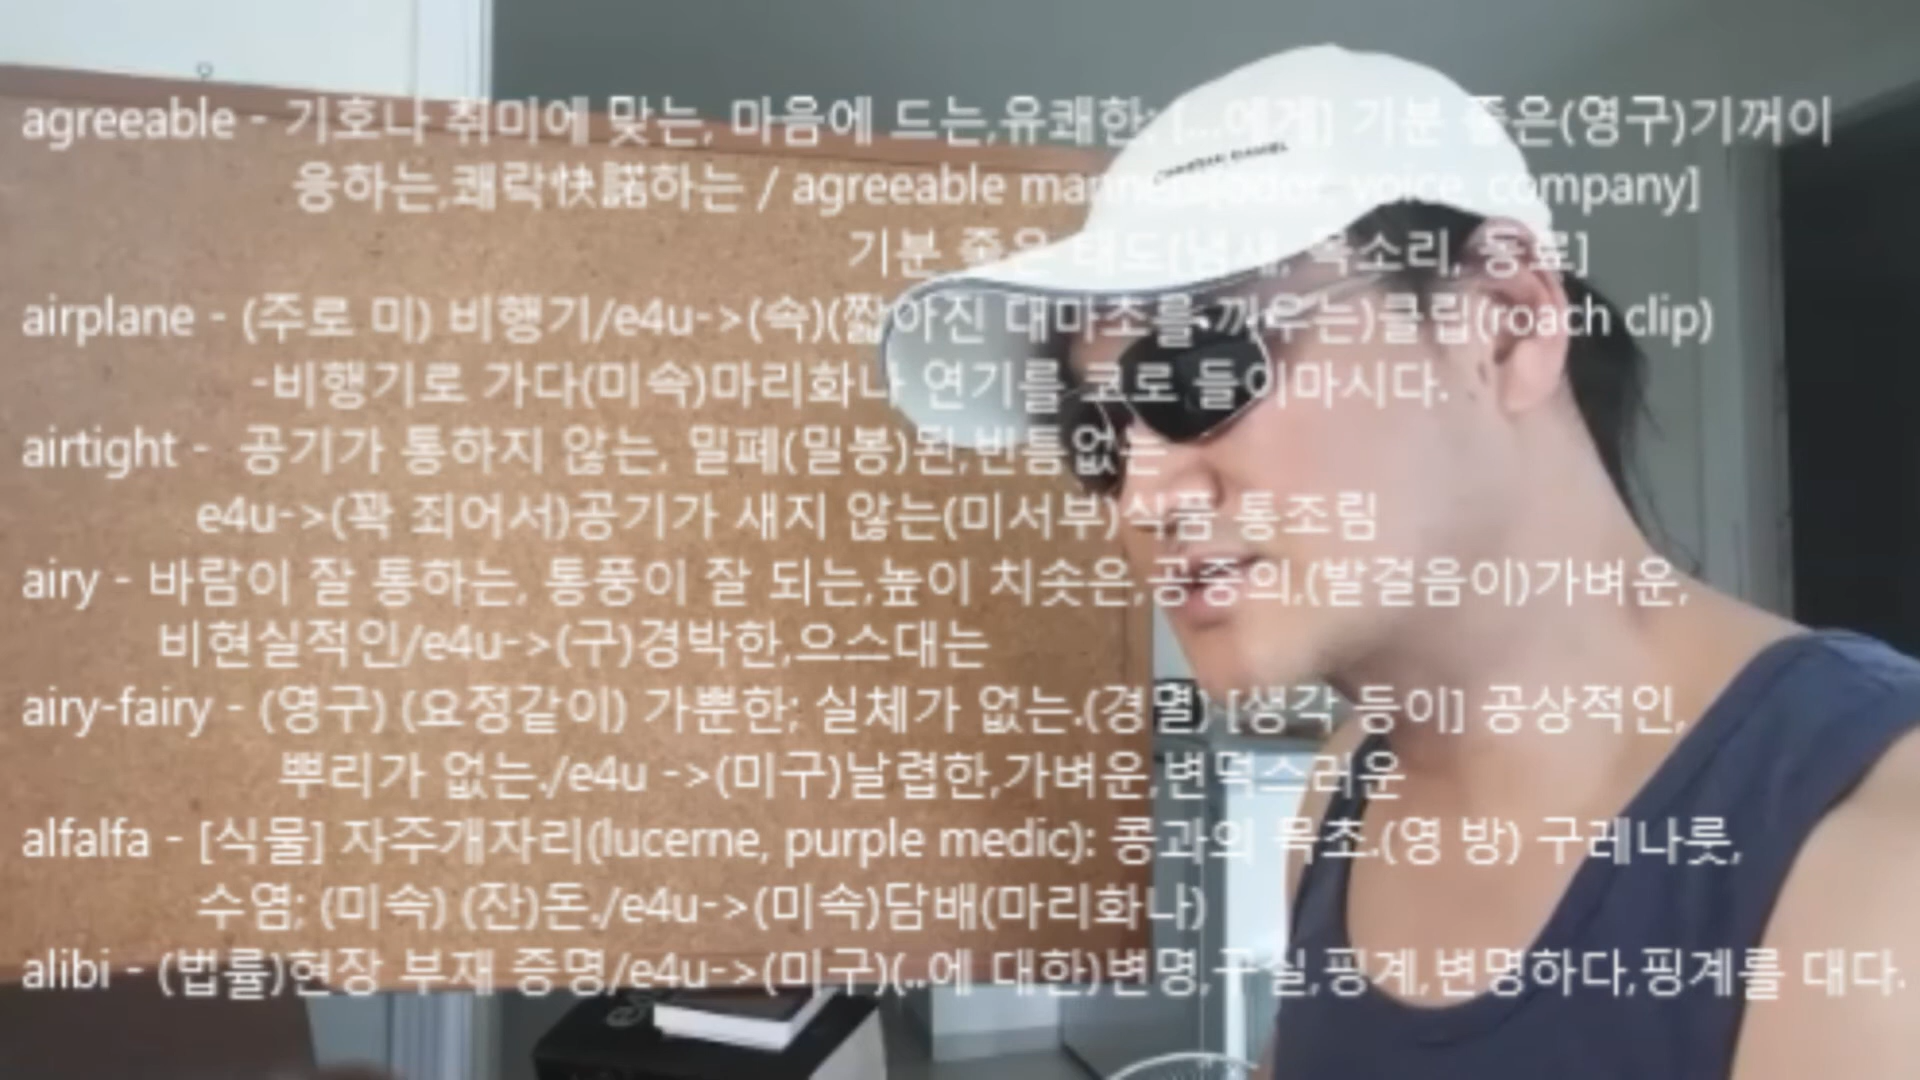 agreeable - 기호나 취미에 맞는, 마음에 드는,유쾌한; [...에게] 기분 좋은(영구)기꺼이
응하는,쾌락快諾하는 / agreeable manners[odor, voice, company]
기분 좋은 태도[냄새, 목소리, 동료]
airplane - (주로 미) 비행기/e4u->(속)(짧아진 대마초를 끼우는)클립(roach clip)
-비행기로 가다(미속)마리화나 연기를 코로 들이마시다.
airtight - 공기가 통하지 않는, 밀폐(밀봉)된,빈틈없는
e4u->(꽉 죄어서)공기가 새지 않는(미서부)식품 통조림
airy - 바람이 잘 통하는, 통풍이 잘 되는,높이 치솟은,공중의,(발걸음이)가벼운,
비현실적인/e4u->(구)경박한,으스대는
airy-fairy - (영구) (요정같이) 가뿐한; 실체가 없는.(경멸) [생각 등이] 공상적인,
뿌리가 없는./e4u ->(미구)날렵한,가벼운,변덕스러운
alfalfa - [식물] 자주개자리(lucerne, purple medic): 콩과의 목초.(영 방) 구레나룻,
수염; (미속) (잔)돈./e4u->(미속)담배(마리화나)
alibi - (법률)현장 부재 증명/e4u->(미구)(..에 대한)변명,구실,핑계,변명하다,핑계를 대다.